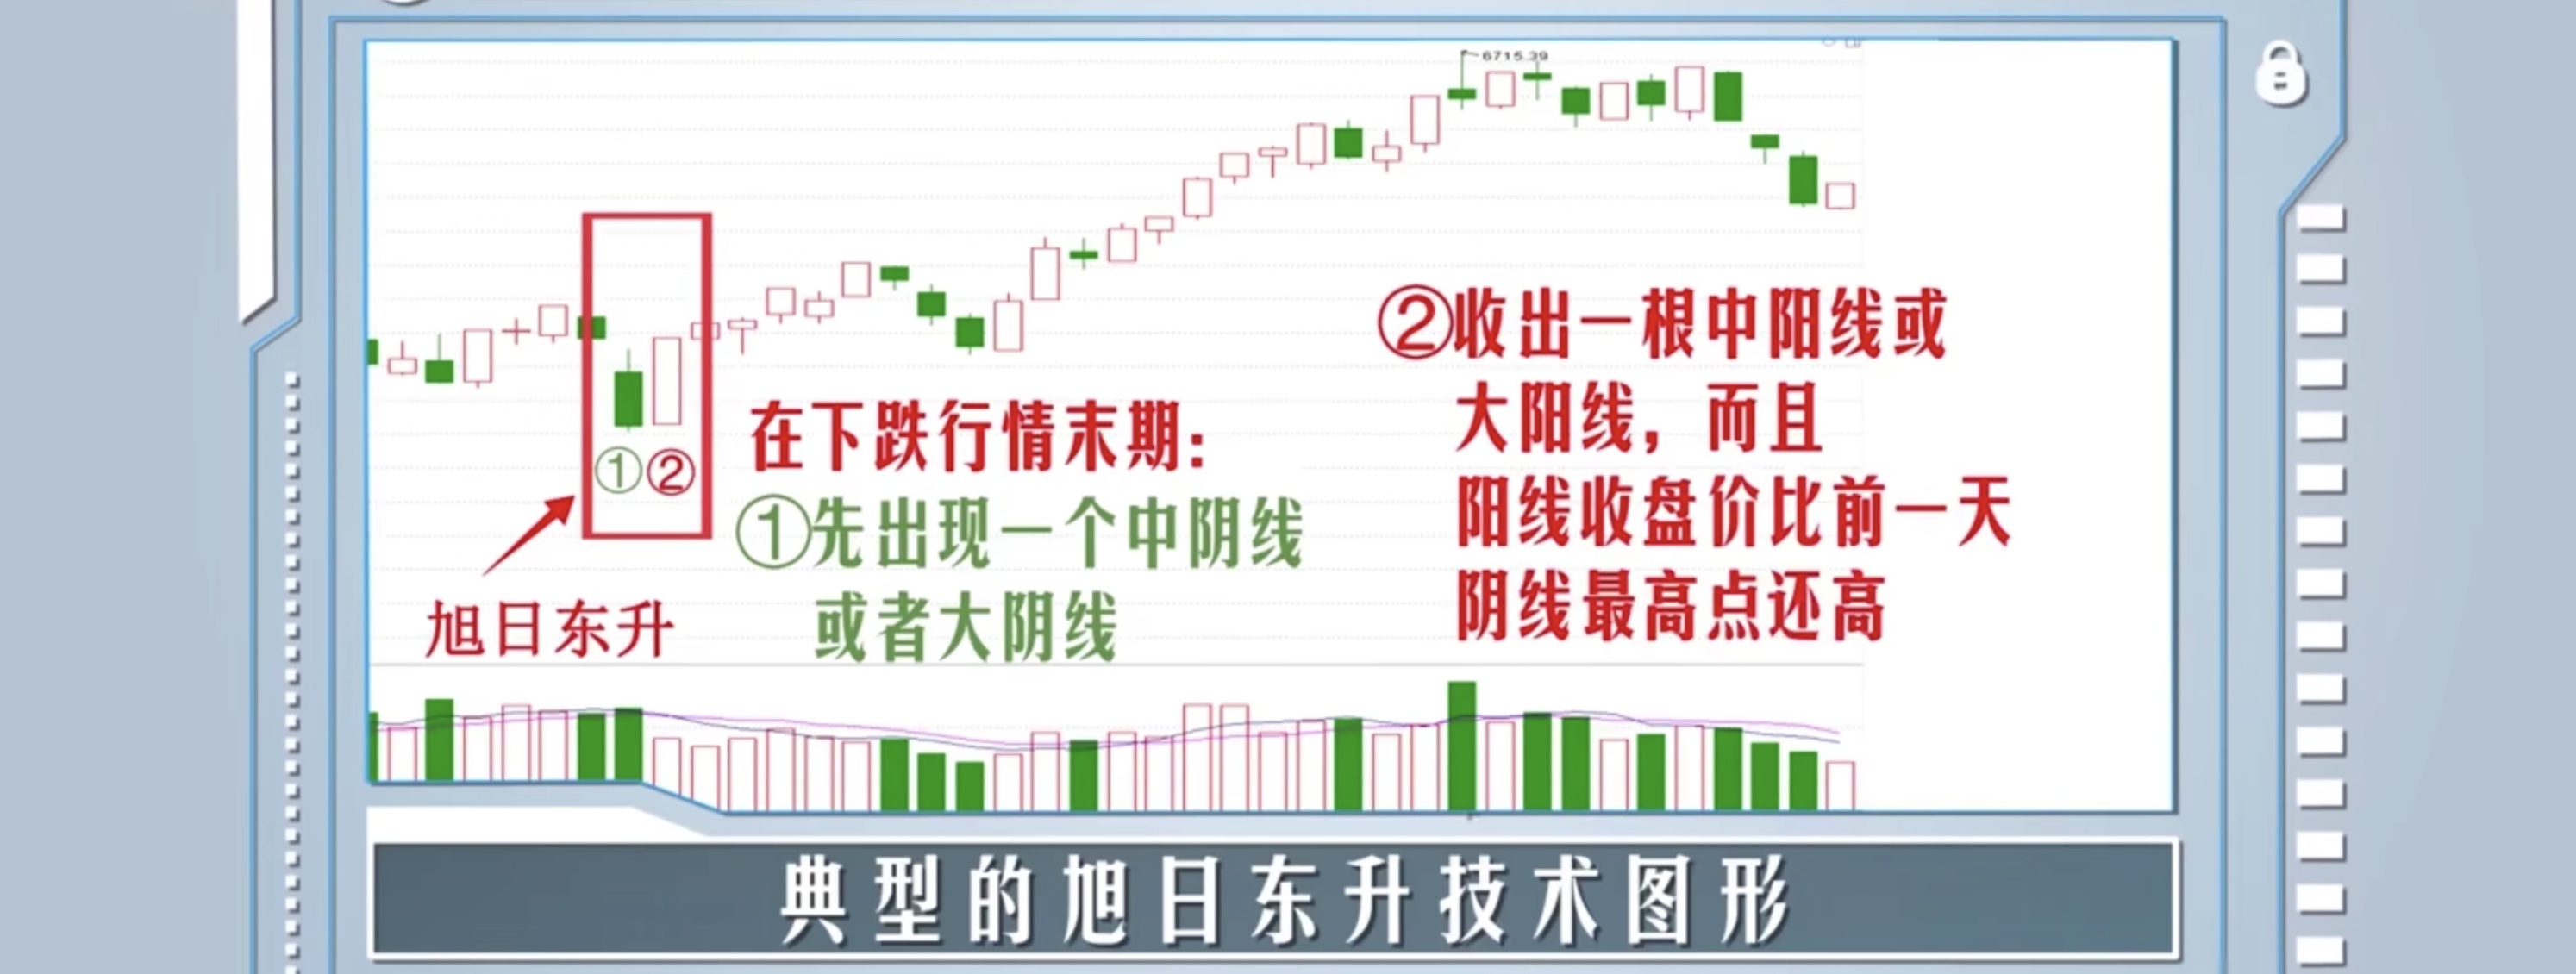 6715.39
②收出一根中阳线或
大阳线，而且
阳线收盘价比前一天
阴线最高点还高
在下跌行情末期：
①先出现一个中阴线
或者大阴线
① ②
旭日东升
典型的旭日东升技术图形